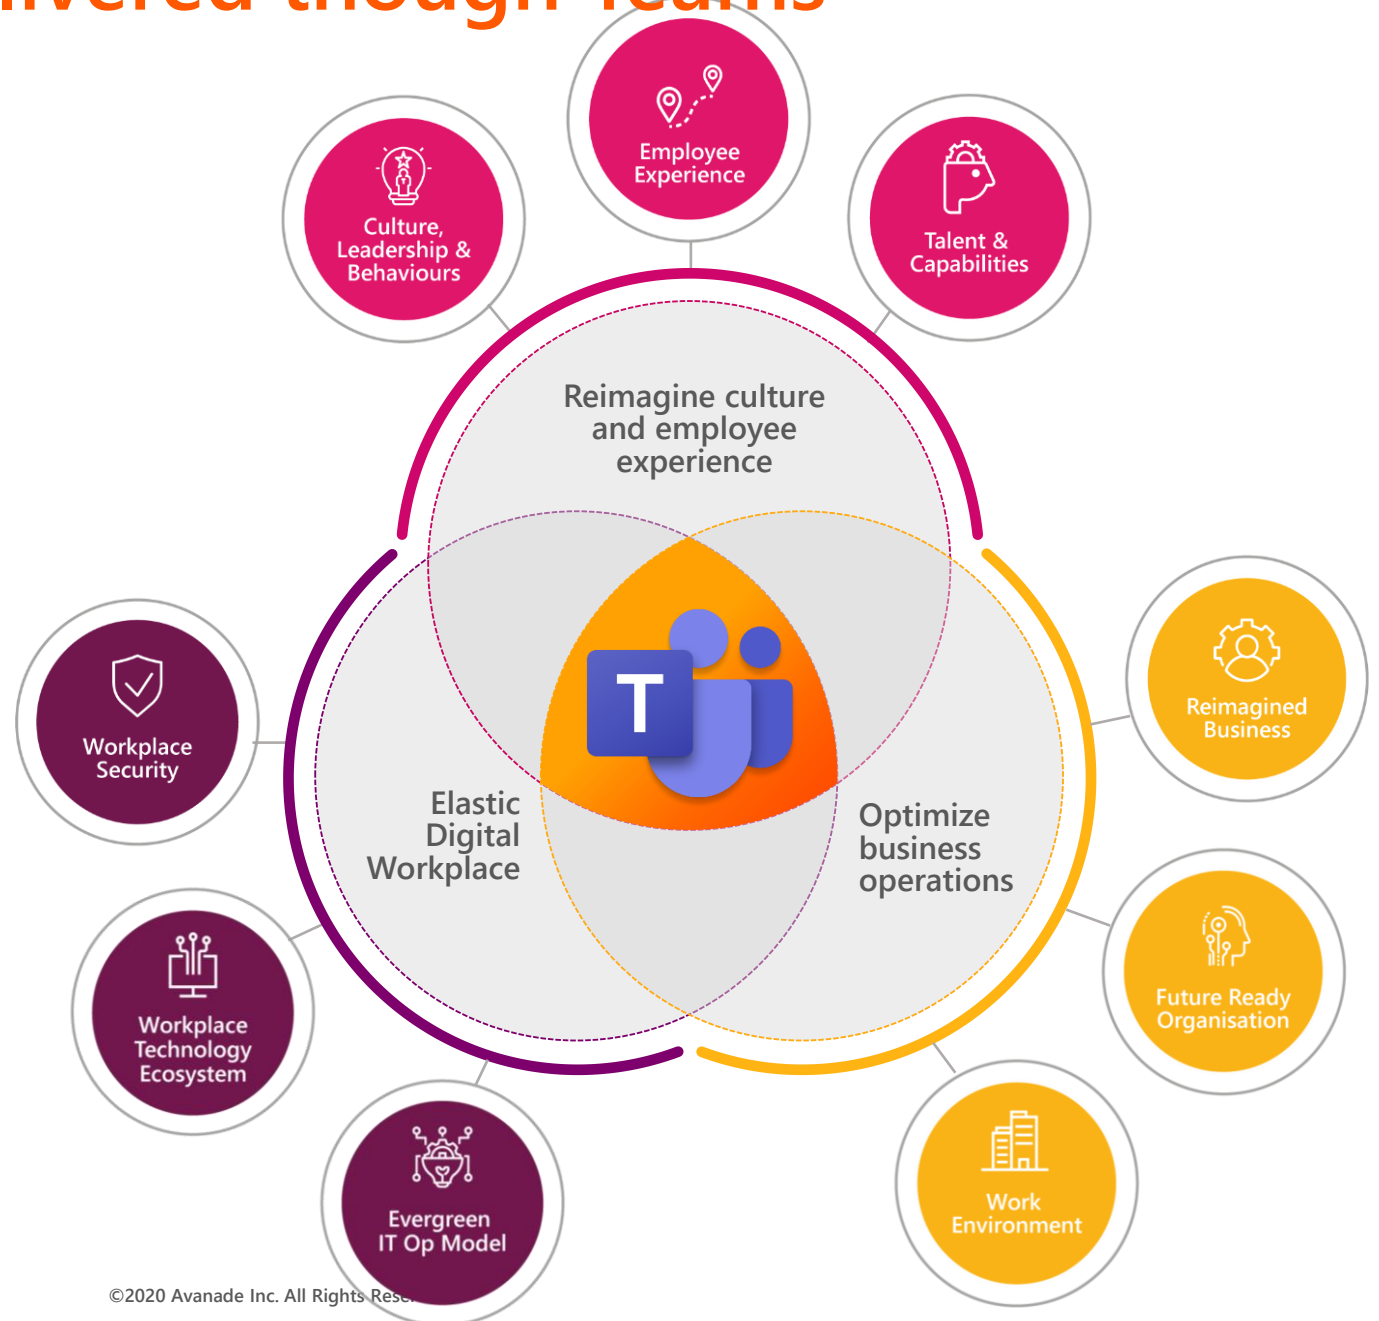 though Teams
Employee
Experience
Culture,
Leadership &
Behaviours
Talent &
Capabilities
Reimagine culture
and employee
experience
T
Workplace
Security
Reimagined
Business
Elastic
Digital
Workplace
Optimize
business
operations
Workplace
Technology
Ecosystem
Future Ready
Organisation
Evergreen
IT Op Model
Work
Environment
©2020 Avanade Inc. All Rights